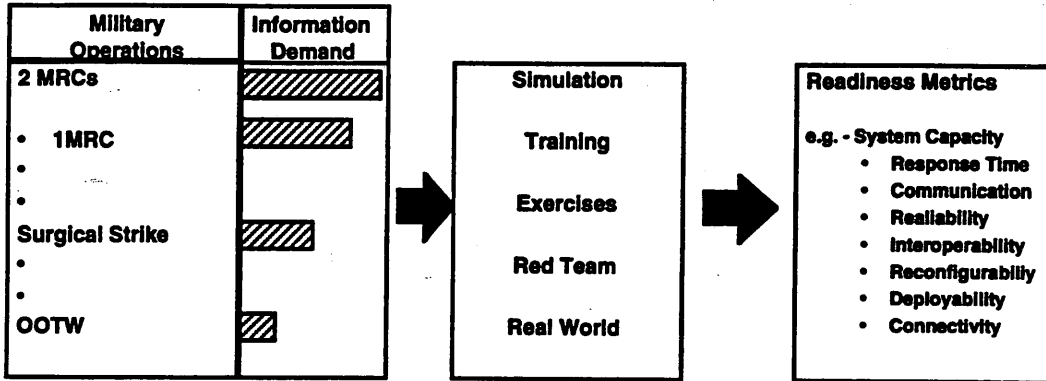 Military
Operations
Information
Demand
2 MRCs
• 1MRC
•
•
Surgical Strike
•
•
OOTW
Simulation
Training
Exercises
Red Team
Real World
Readiness Metrics
e.g. - System Capacity
• Response Time
• Communication
• Realiability
• Interoperability
• Reconfigurabiliy
• Deployability
• Connectivity